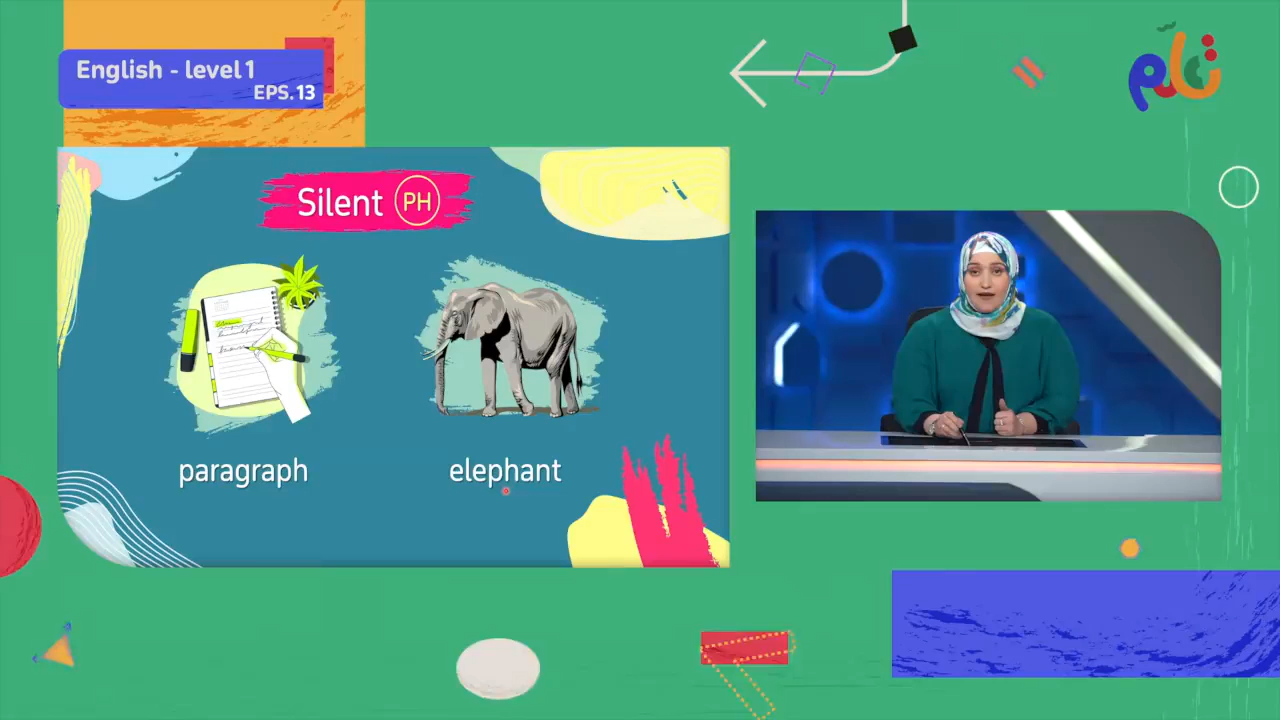 English - level 1
EPS.13
Silent PH
paragraph
elephant